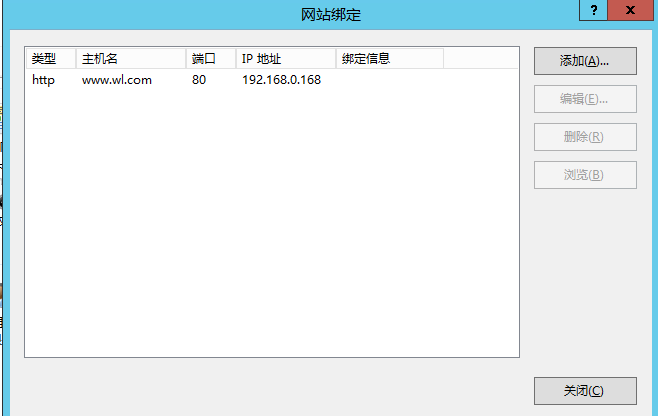 网站绑定
?
x
类型 主机名 端口 IP 地址 绑定信息
http www.wl.com 80 192.168.0.168
添加(A)...
编辑(E)...
删除(R)
浏览(B)
关闭(C)